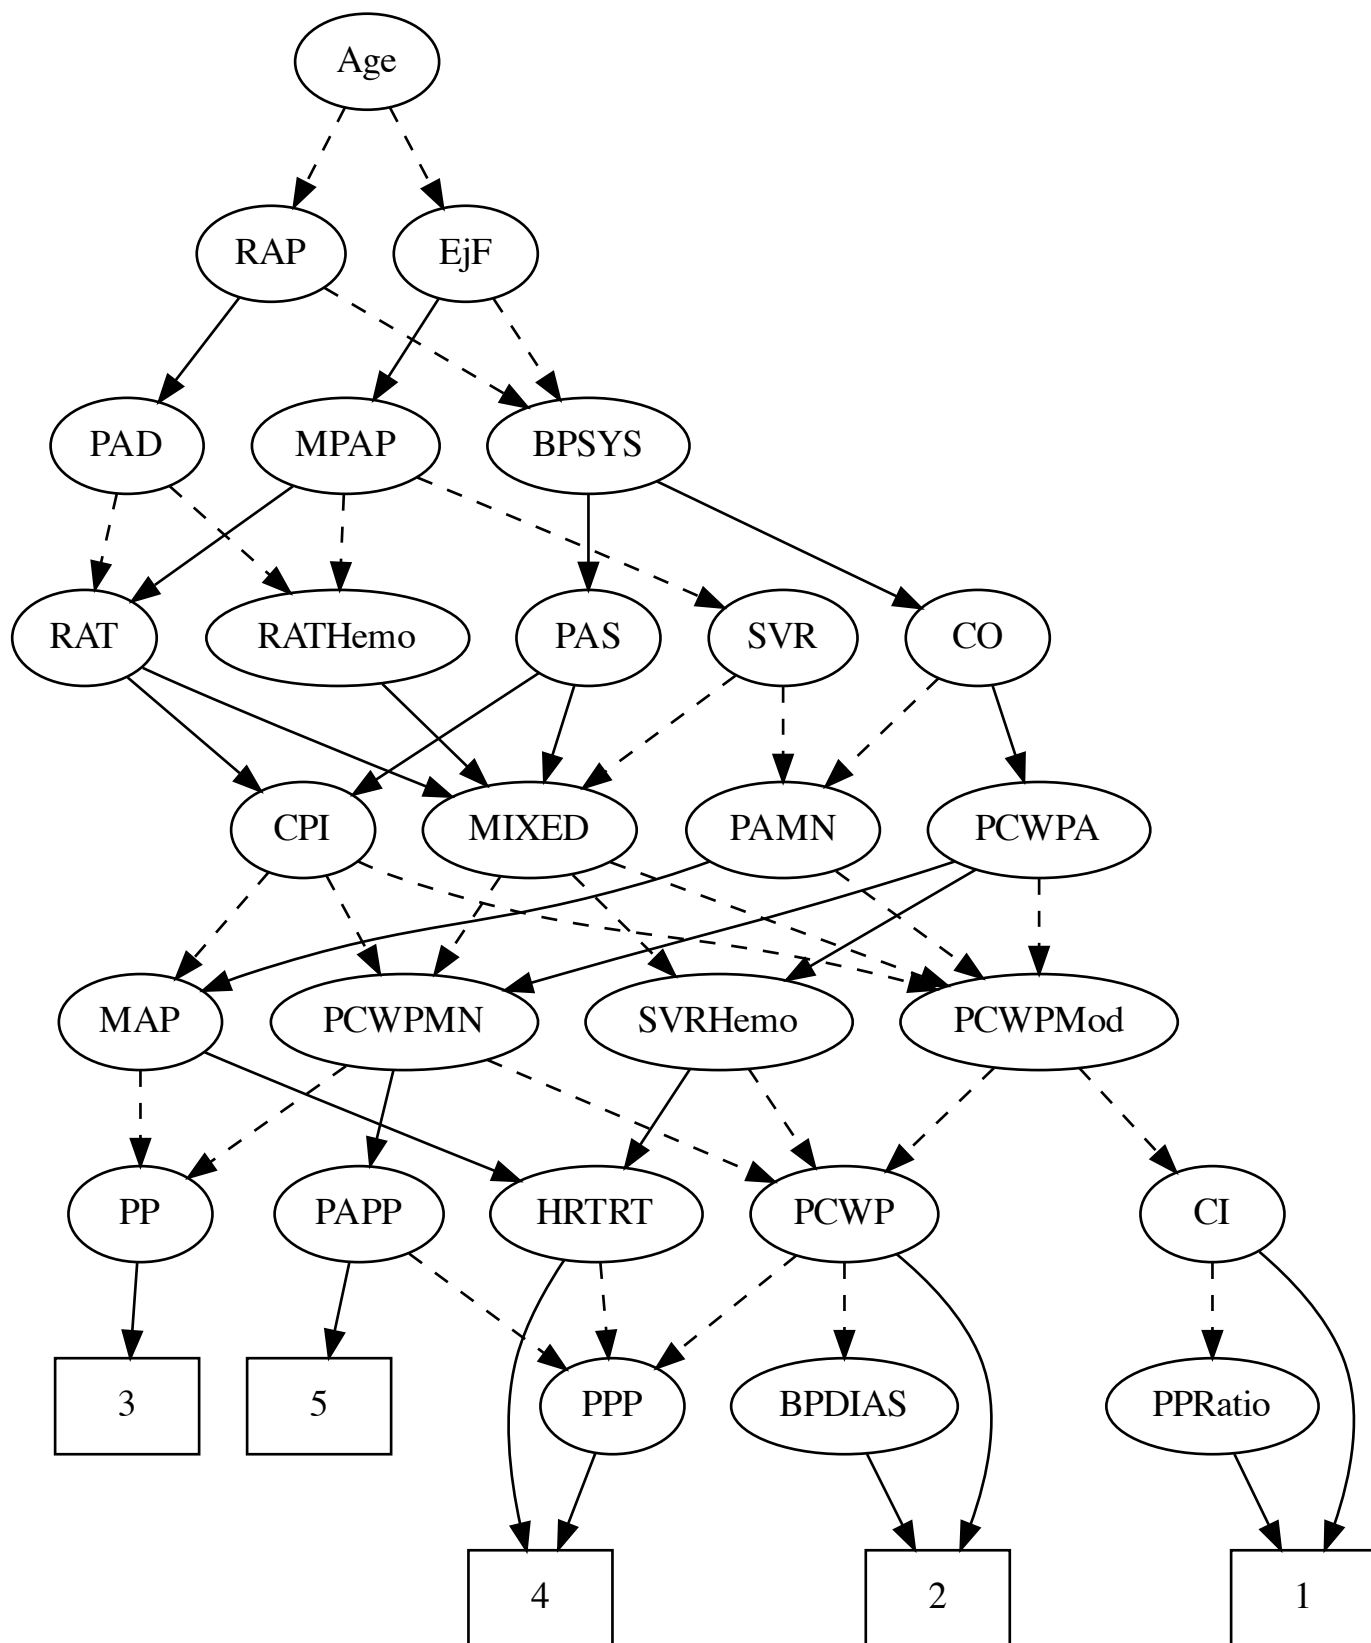 Age
RAP
EjF
PAD
MPAP
BPSYS
RAT
RATHemo
PAS
SVR
CO
CPI
MIXED
PAMN
PCWPA
MAP
PCWPMN
SVRHemo
PCWPMod
PP
PAPP
HRTRT
PCWP
CI
3
5
PPP
BPDIAS
PPRatio
4
2
1